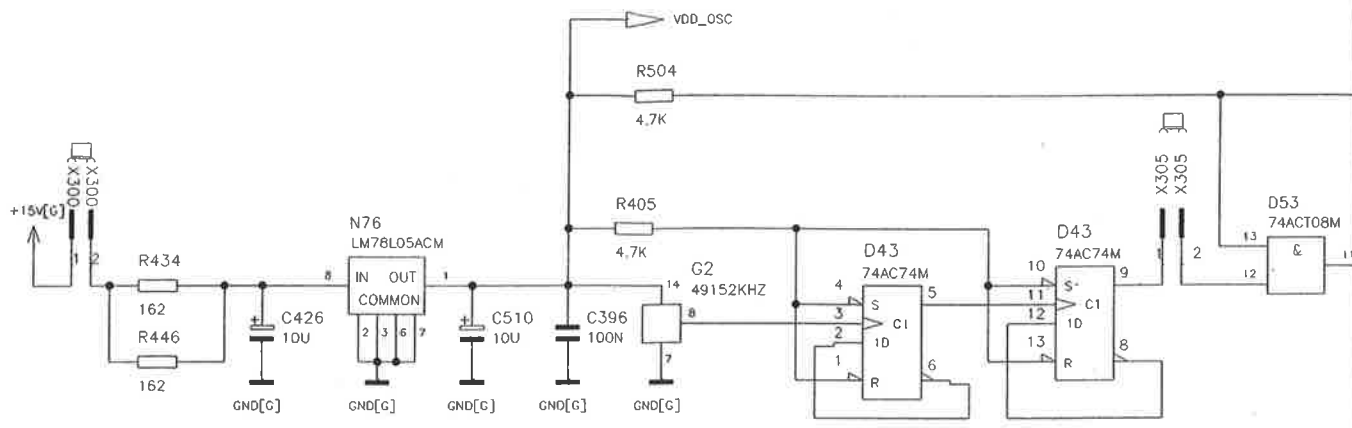 VDD_OSC
R504
4.7K
X300
X300
+15V[G]
1
2
R434
162
R446
162
C426
10U
GND[G]
N76
LM78L05ACM
8
IN OUT
COMMON
1
2 3 6 7
GND[G]
C510
10U
GND[G]
C396
100N
GND[G]
R405
4.7K
G2
49152KHZ
14
8
7
GND[G]
D43
74AC74M
4
S
5
3
C1
2
1D
1
R
6
D43
74AC74M
10
S
9
11
C1
12
1D
13
R
8
X305
X305
1
2
D53
74ACT08M
13
&
12
11